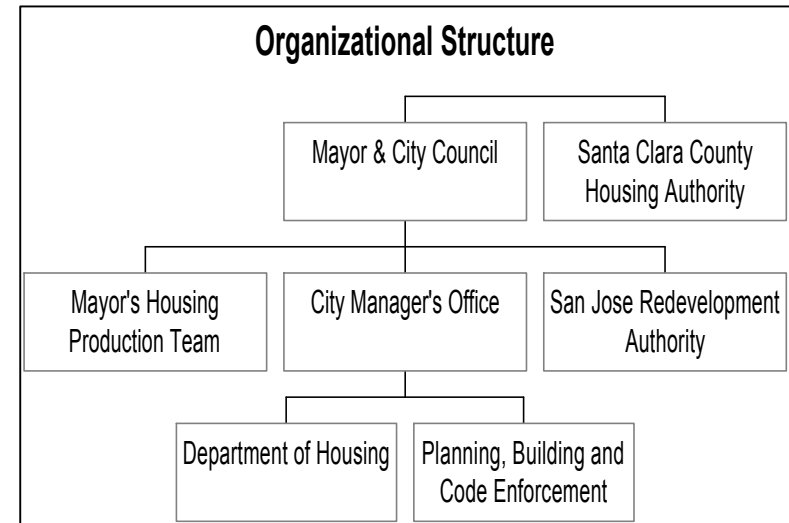 Organizational Structure
Mayor & City Council
Santa Clara County
Housing Authority
Mayor's Housing
Production Team
City Manager's Office
San Jose Redevelopment
Authority
Department of Housing
Planning, Building and
Code Enforcement